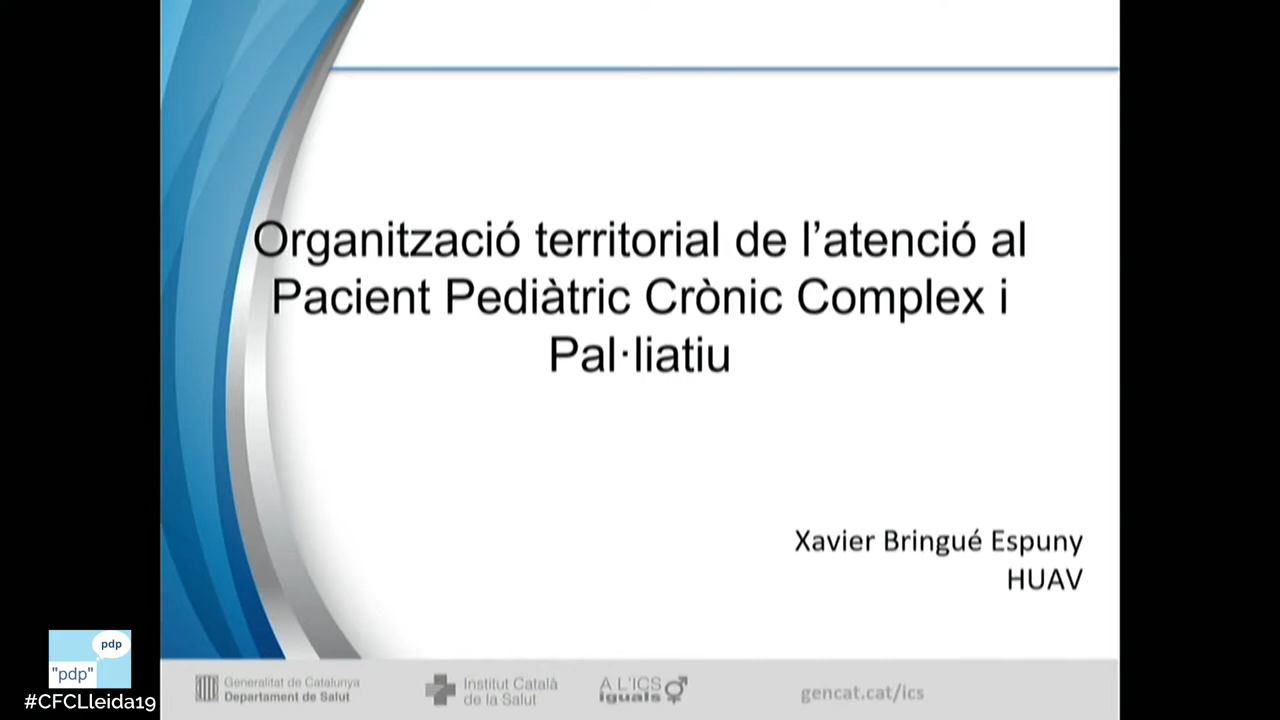 Organització territorial de l’atenció al
Pacient Pediàtric Crònic Complex i
Pal·liatiu
Xavier Bringué Espuny
HUAV
pdp
"pdp"
#CFCLleida19
Generalitat de Catalunya
Departament de Salut
Institut Català
de la Salut
A L'ICS
iguals
gencat.cat/ics